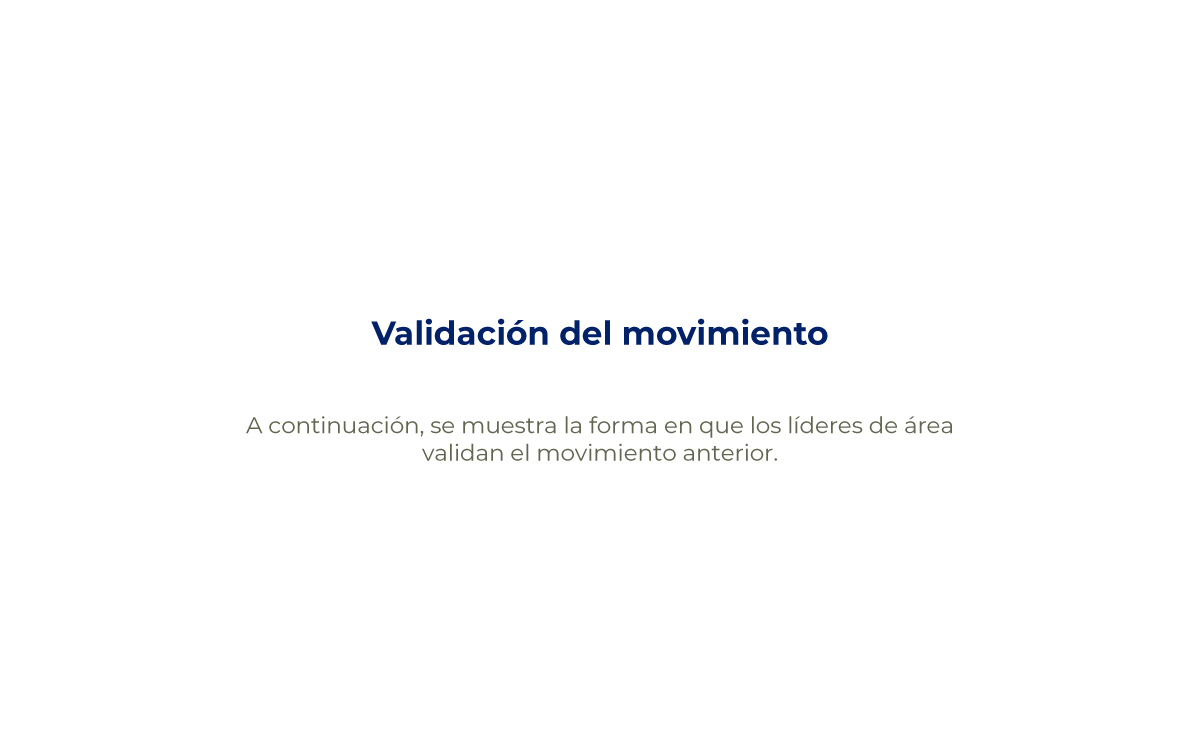 Validación del movimiento
A continuación, se muestra la forma en que los líderes de área
validan el movimiento anterior.